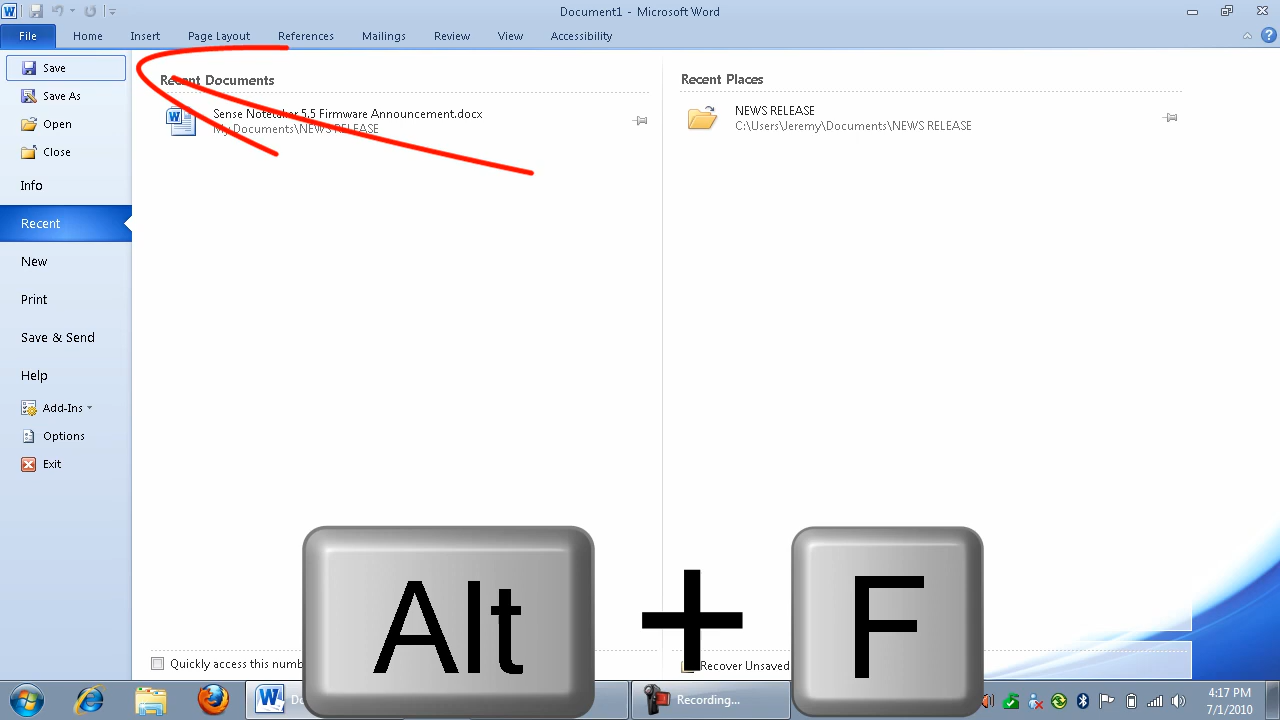 Document1 - Microsoft Word
File Home Insert Page Layout References Mailings Review View Accessibility
Save
Save As
Open
Close
Info
Recent
New
Print
Save & Send
Help
Add-Ins
Options
Exit
Recent Documents
Sense Notetaker 5.5 Firmware Announcement.docx
My Documents\NEWS RELEASE
Recent Places
NEWS RELEASE
C:\Users\Jeremy\Documents\NEWS RELEASE
Quickly access this numb
Recover Unsaved
Alt + F
Do
Recording...
4:17 PM
7/1/2010